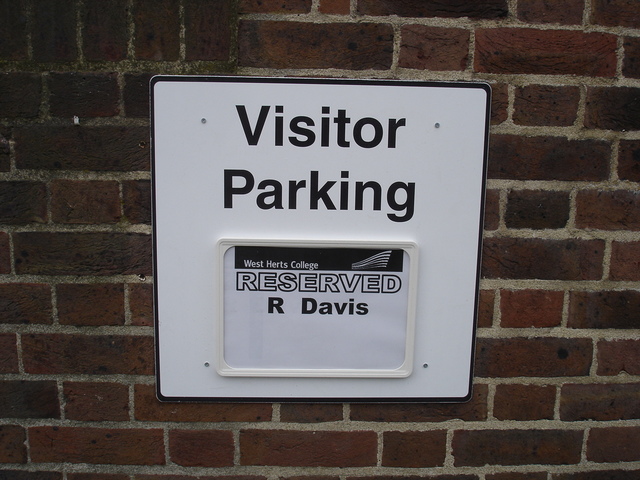 Visitor
Parking
West Herts College
RESERVED
R Davis